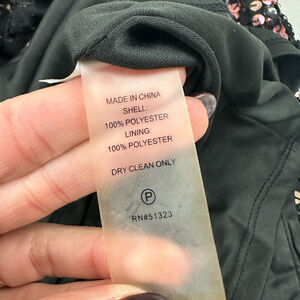 MADE IN CHINA
SHELL:
100% POLYESTER
LINING:
100% POLYESTER
DRY CLEAN ONLY
P
RN#51323